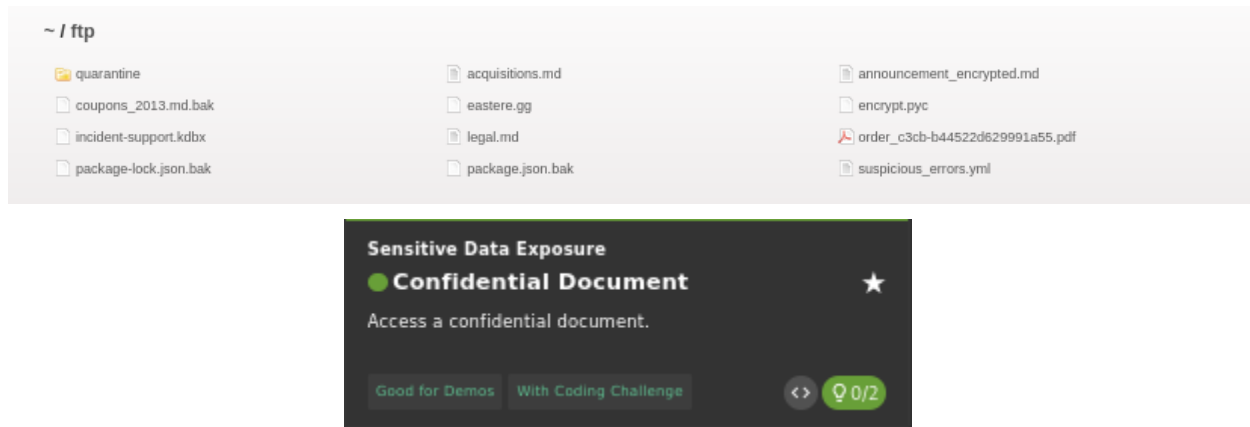 ~ / ftp
quarantine acquisitions.md announcement_encrypted.md
coupons_2013.md.bak eastere.gg encrypt.pyc
incident-support.kdbx legal.md order_c3cb-b44522d629991a55.pdf
package-lock.json.bak package.json.bak suspicious_errors.yml
Sensitive Data Exposure
Confidential Document
Access a confidential document.
Good for Demos With Coding Challenge <> 0/2